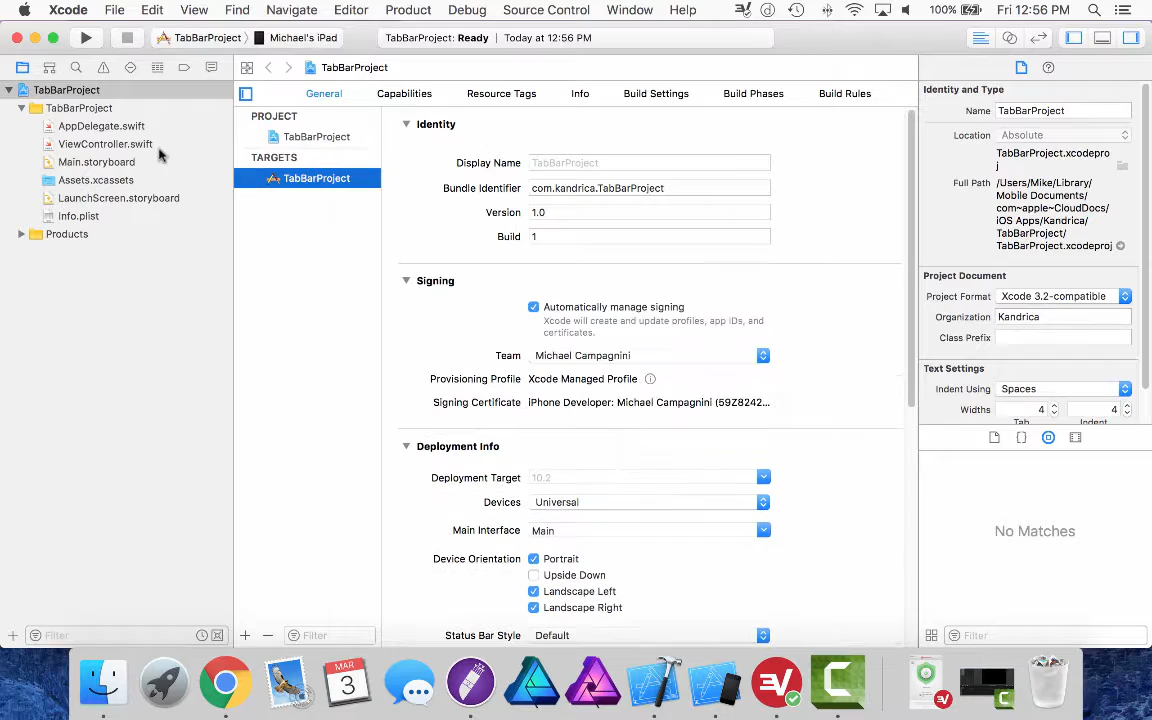 Xcode File Edit View Find Navigate Editor Product Debug Source Control Window Help 100% Fri 12:56 PM
TabBarProject Michael's iPad TabBarProject: Ready Today at 12:56 PM
TabBarProject
TabBarProject
TabBarProject
AppDelegate.swift
ViewController.swift
Main.storyboard
Assets.xcassets
LaunchScreen.storyboard
Info.plist
Products
Filter
General Capabilities Resource Tags Info Build Settings Build Phases Build Rules
PROJECT
TabBarProject
TARGETS
TabBarProject
Filter
Identity
Display Name TabBarProject
Bundle Identifier com.kandrica.TabBarProject
Version 1.0
Build 1
Signing
Automatically manage signing
Xcode will create and update profiles, app IDs, and
certificates.
Team Michael Campagnini
Provisioning Profile Xcode Managed Profile
Signing Certificate iPhone Developer: Michael Campagnini (59Z8242...
Deployment Info
Deployment Target 10.2
Devices Universal
Main Interface Main
Device Orientation Portrait
Upside Down
Landscape Left
Landscape Right
Status Bar Style Default
Identity and Type
Name TabBarProject
Location Absolute
TabBarProject.xcodepro
j
Full Path /Users/Mike/Library/
Mobile Documents/
com~apple~CloudDocs/
iOS Apps/Kandrica/
TabBarProject/
TabBarProject.xcodeproj
Project Document
Project Format Xcode 3.2-compatible
Organization Kandrica
Class Prefix
Text Settings
Indent Using Spaces
Widths 4 4
Tab Indent
No Matches
Filter
MAR
3